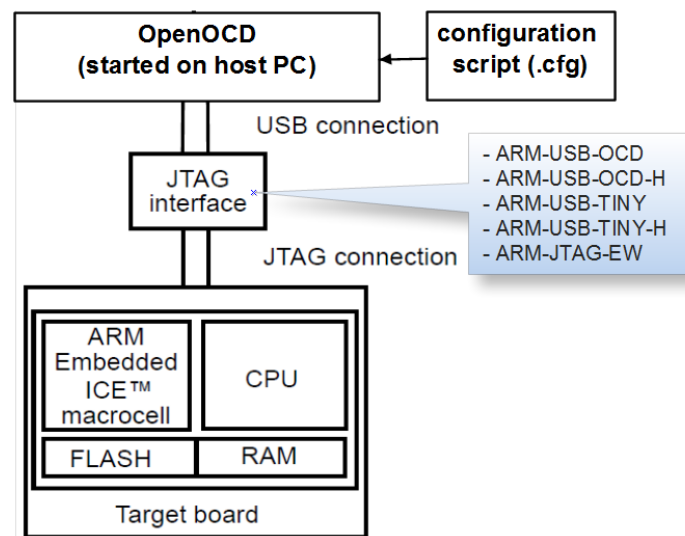 OpenOCD
(started on host PC)
configuration
script (.cfg)
USB connection
JTAG
interface
- ARM-USB-OCD
- ARM-USB-OCD-H
- ARM-USB-TINY
- ARM-USB-TINY-H
- ARM-JTAG-EW
JTAG connection
ARM
Embedded
ICE™
macrocell
CPU
FLASH
RAM
Target board